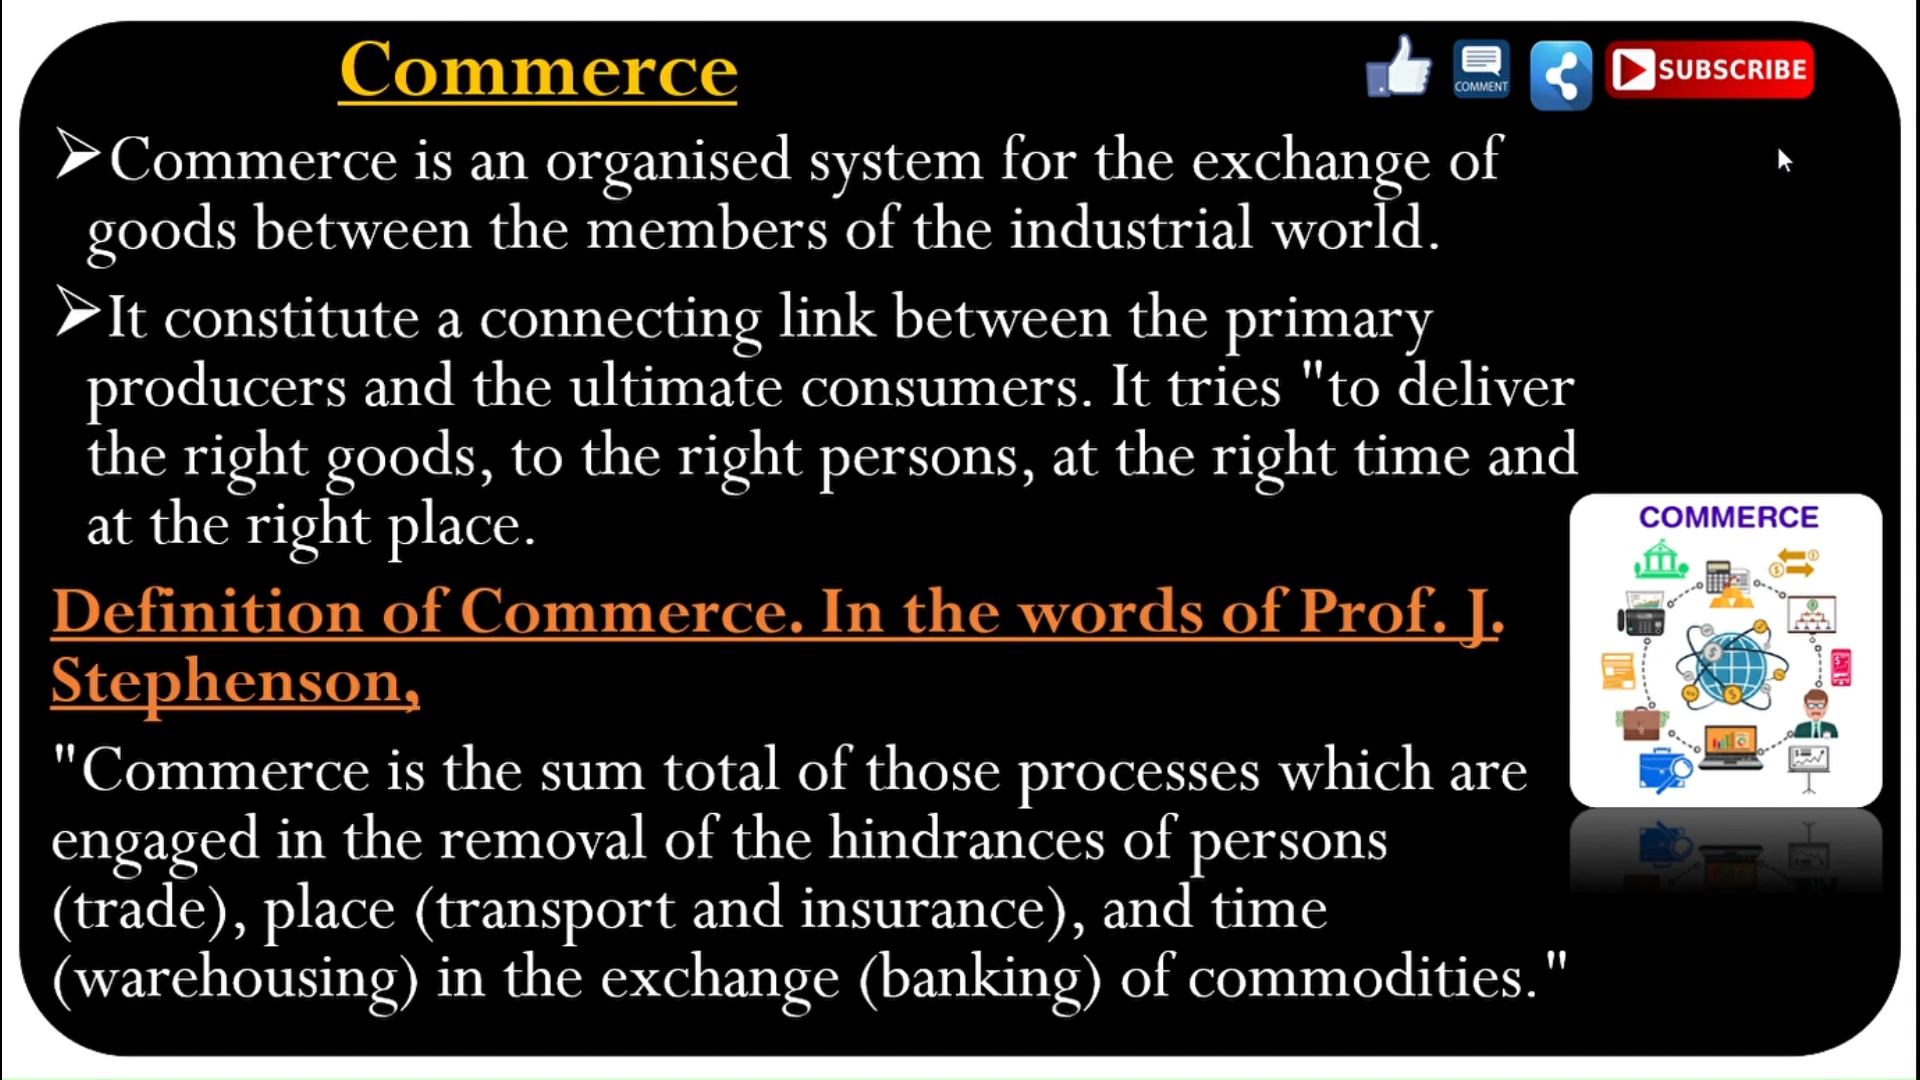 Commerce
COMMENT
SUBSCRIBE
➢Commerce is an organised system for the exchange of
goods between the members of the industrial world.
➢It constitute a connecting link between the primary
producers and the ultimate consumers. It tries "to deliver
the right goods, to the right persons, at the right time and
at the right place.
COMMERCE
Definition of Commerce. In the words of Prof. J.
Stephenson,
"Commerce is the sum total of those processes which are
engaged in the removal of the hindrances of persons
(trade), place (transport and insurance), and time
(warehousing) in the exchange (banking) of commodities."